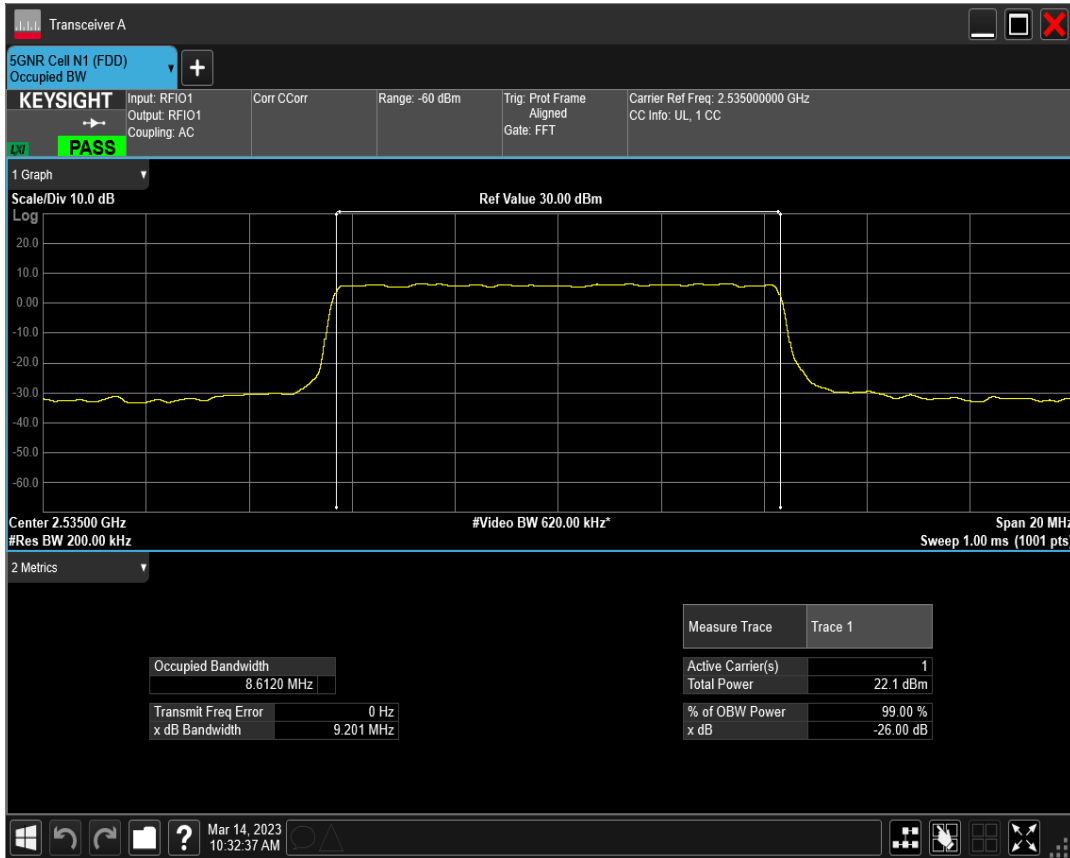 Transceiver A
5GNR Cell N1 (FDD)
Occupied BW
+
KEYSIGHT
LXI
PASS
Input: RFIO1
Output: RFIO1
Coupling: AC
Corr CCorr
Range: -60 dBm
Trig: Prot Frame
Aligned
Gate: FFT
Carrier Ref Freq: 2.535000000 GHz
CC Info: UL, 1 CC
1 Graph
Scale/Div 10.0 dB
Ref Value 30.00 dBm
Log
20.0
10.0
0.00
-10.0
-20.0
-30.0
-40.0
-50.0
-60.0
Center 2.53500 GHz
#Video BW 620.00 kHz*
Span 20 MHz
#Res BW 200.00 kHz
Sweep 1.00 ms (1001 pts)
2 Metrics
Measure Trace Trace 1
Occupied Bandwidth
8.6120 MHz
Active Carrier(s) 1
Total Power 22.1 dBm
Transmit Freq Error 0 Hz
x dB Bandwidth 9.201 MHz
% of OBW Power 99.00 %
x dB -26.00 dB
?
Mar 14, 2023
10:32:37 AM